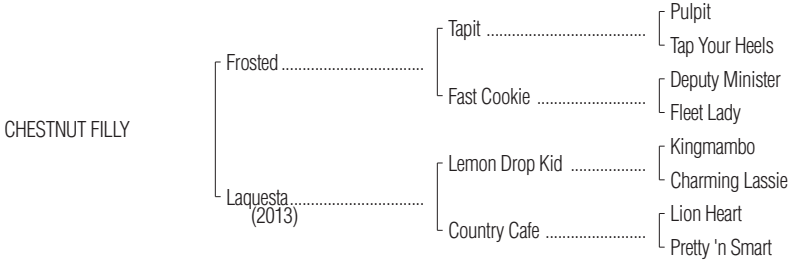 CHESTNUT FILLY
Frosted
Tapit
Pulpit
Tap Your Heels
Fast Cookie
Deputy Minister
Fleet Lady
Laquesta
(2013)
Lemon Drop Kid
Kingmambo
Charming Lassie
Country Cafe
Lion Heart
Pretty 'n Smart